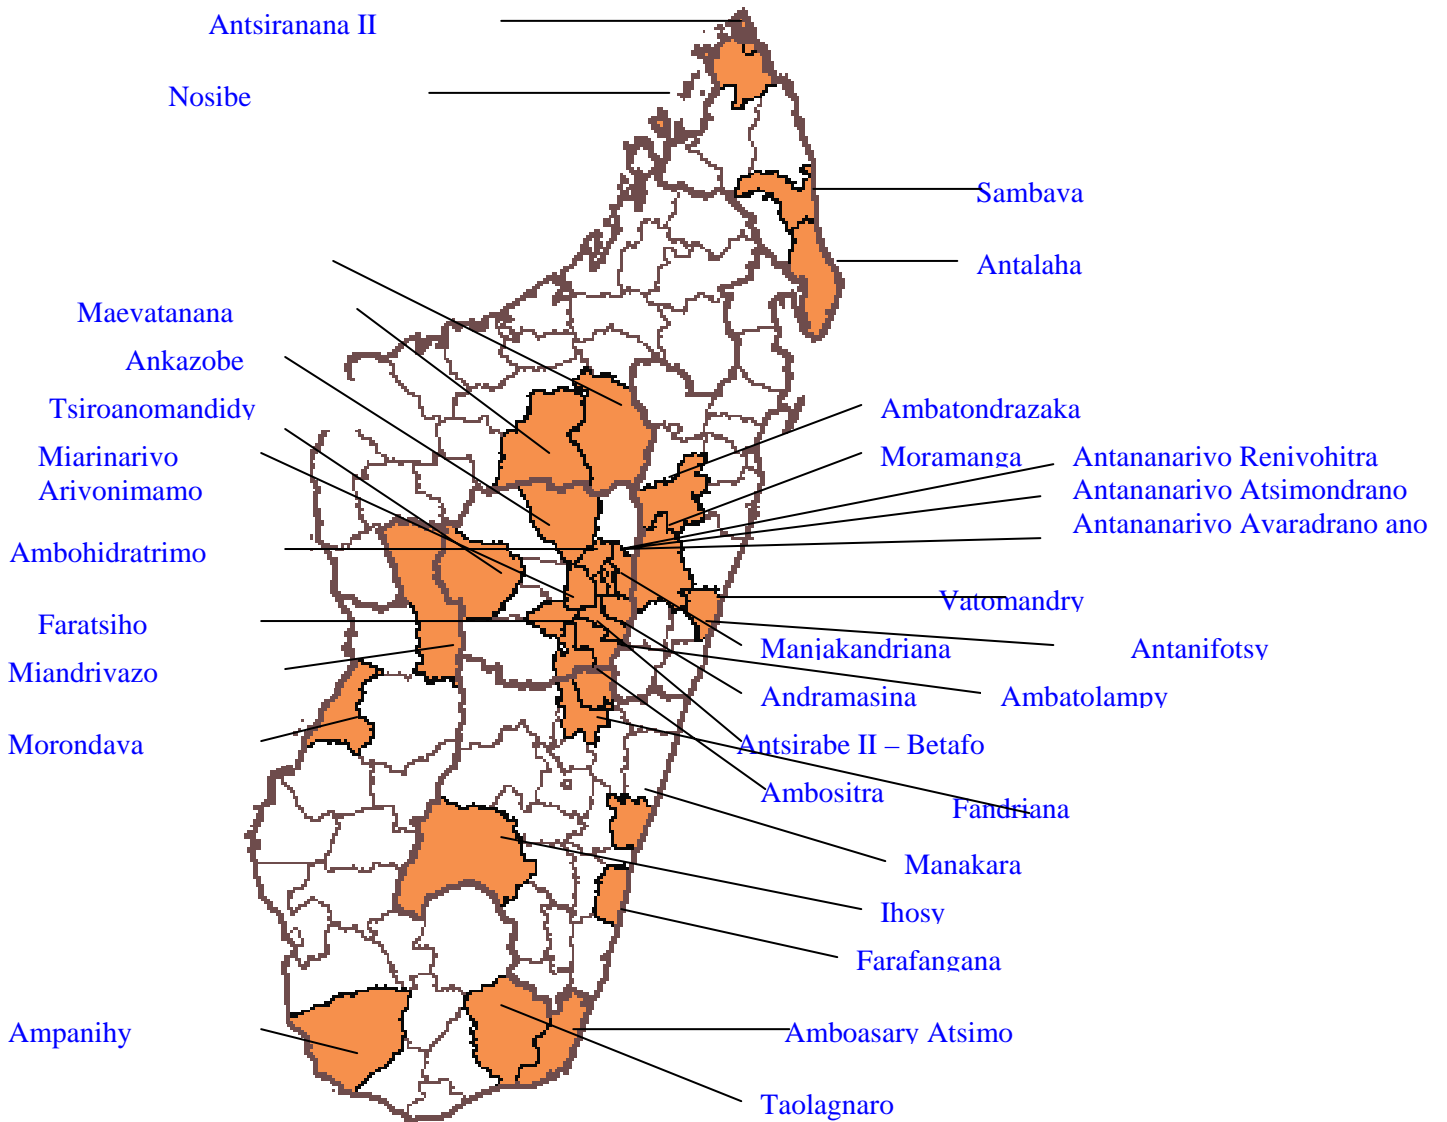 Antsiranana II
Nosibe
Sambava
Antalaha
Maevatanana
Ankazobe
Tsiroanomandidy
Ambatondrazaka
Miarinarivo
Moramanga
Antananarivo Renivohitra
Arivonimamo
Antananarivo Atsimondrano
Antananarivo Avaradrano ano
Ambohidratrimo
Vatomandry
Faratsiho
Manjakandriana
Antanifotsy
Miandrivazo
Andramasina
Ambatolampy
Morondava
Antsirabe II – Betafo
Ambositra
Fandriana
Manakara
Ihosy
Farafangana
Ampanihy
Amboasary Atsimo
Taolagnaro